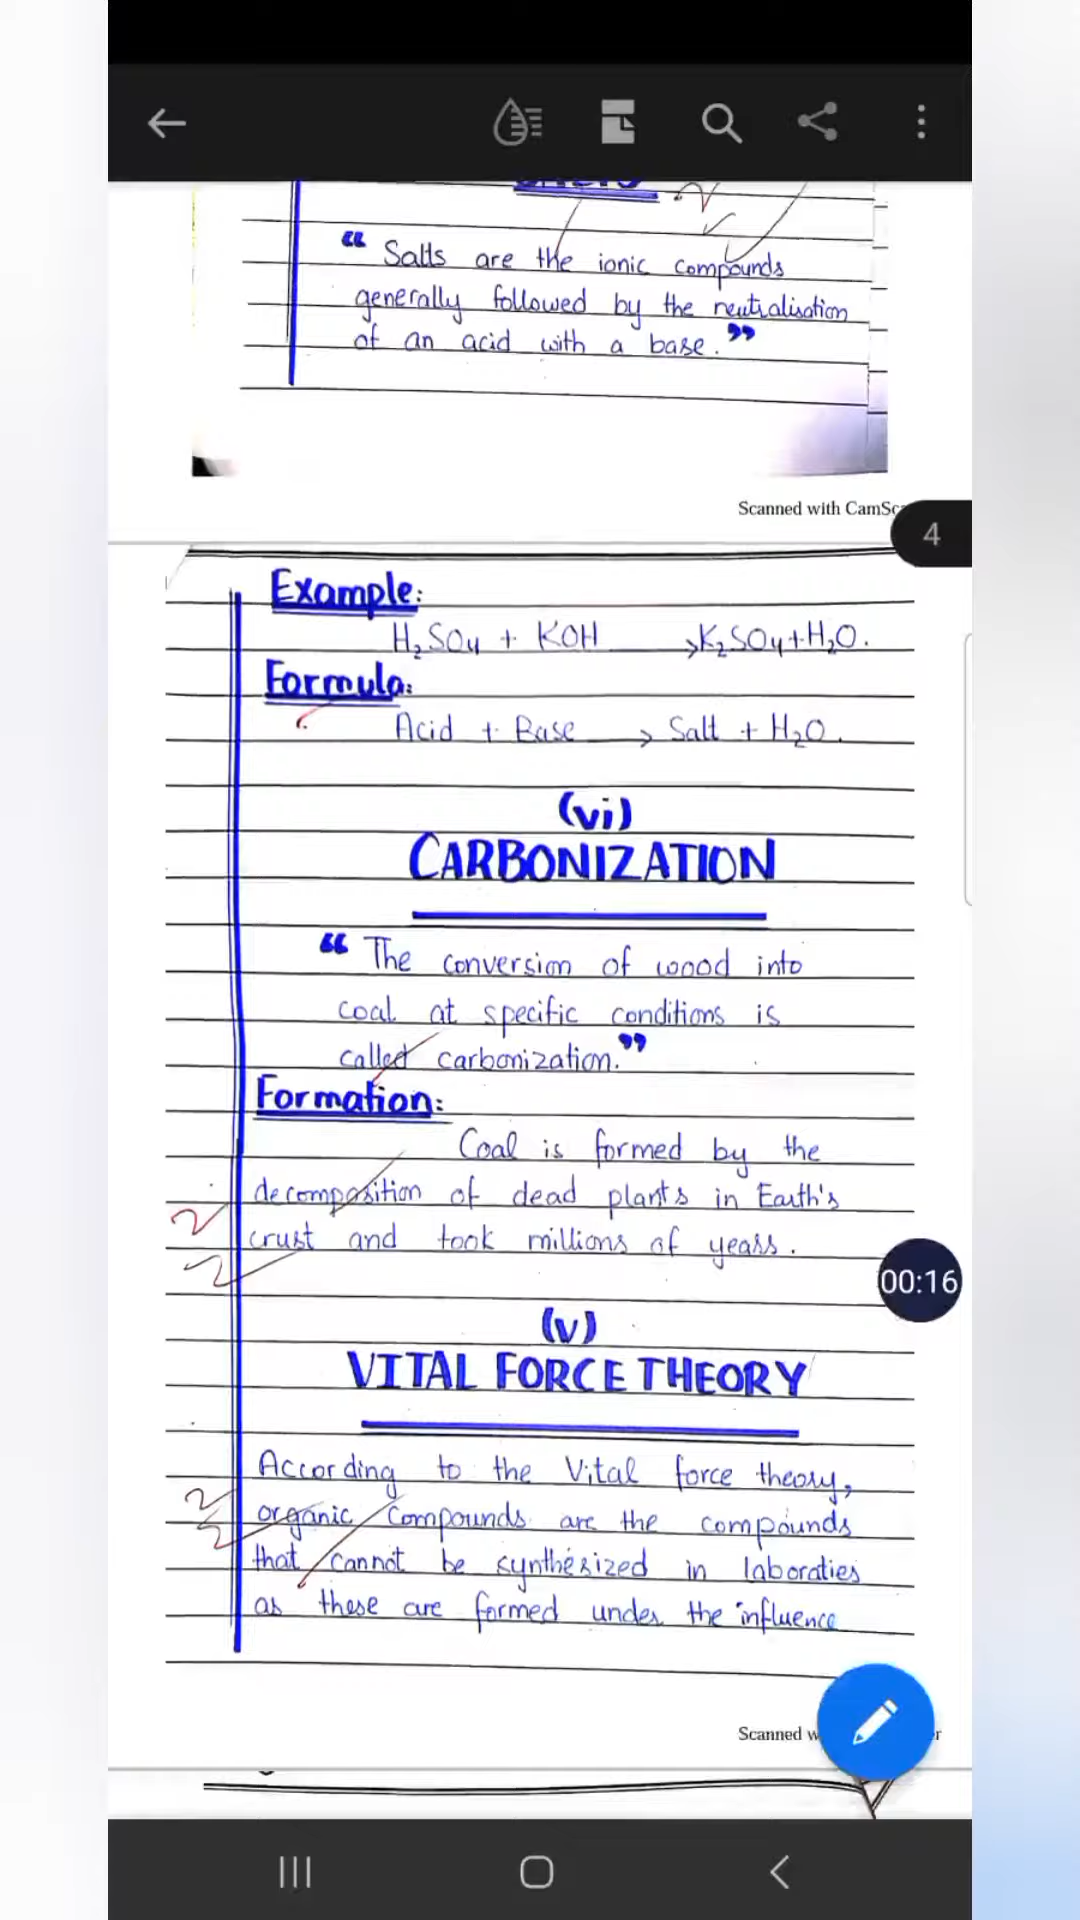 “ Salts are the ionic compounds
generally followed by the neutralisation
of an acid with a base. ”
Scanned with CamSc
4
Example:
H₂SO₄ + KOH → K₂SO₄ + H₂O.
Formula:
Acid + Base → Salt + H₂O.
(vi)
CARBONIZATION
“ The conversion of wood into
coal at specific conditions is
called carbonization. ”
Formation:
Coal is formed by the
decomposition of dead plants in Earth's
crust and took millions of years.
00:16
(v)
VITAL FORCE THEORY
According to the Vital force theory,
organic compounds are the compounds
that cannot be synthesized in laboraties
as these are formed under the influence
Scanned w r